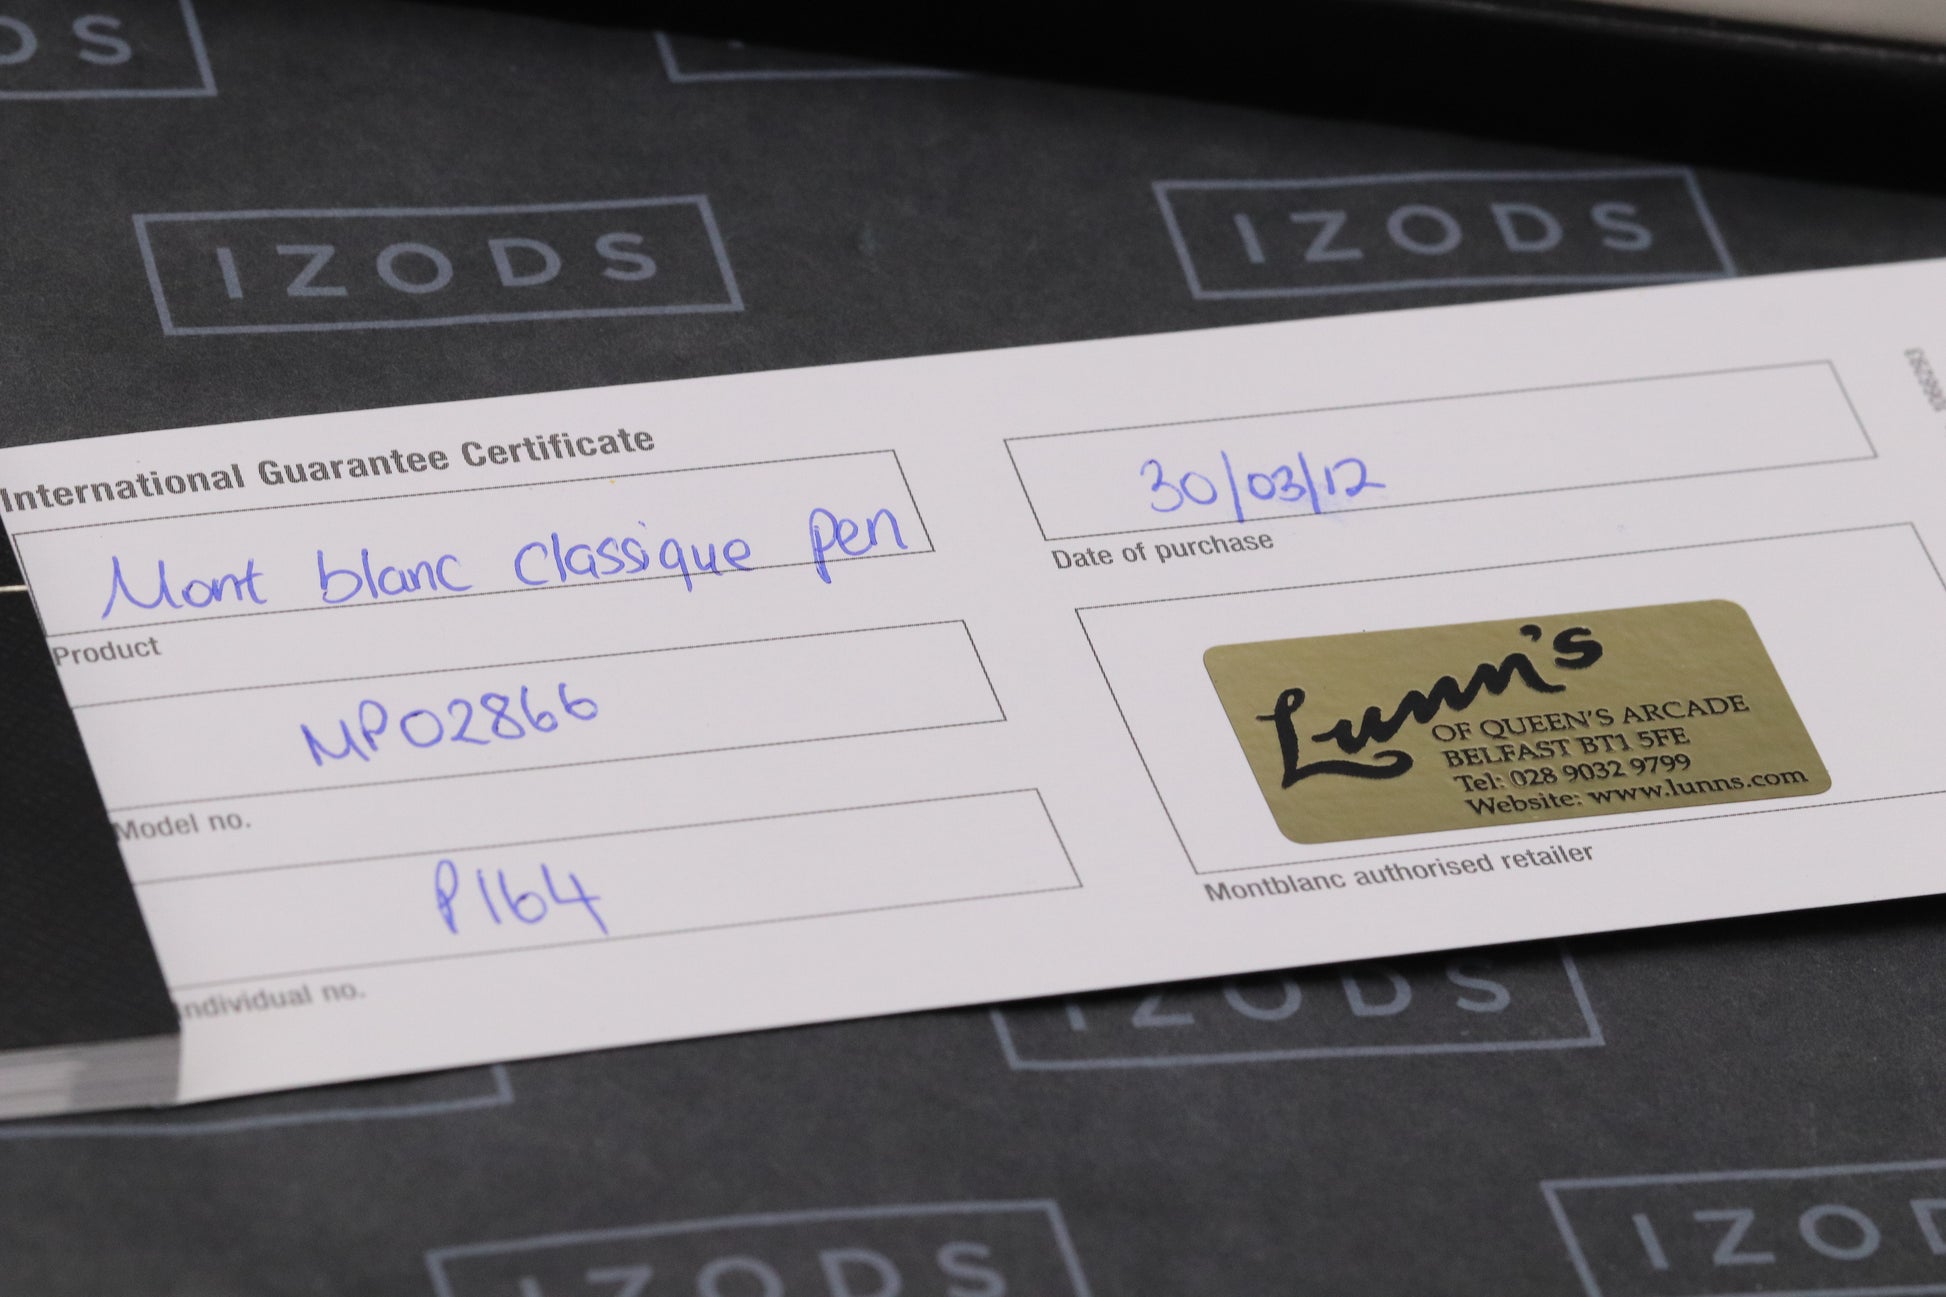 DS
IZODS
IZODS
International Guarantee Certificate
Mont blanc classique pen
Product
MP02866
Model no.
P164
Individual no.
30/03/12
Date of purchase
Lunn's
OF QUEEN'S ARCADE
BELFAST BT1 5FE
Tel: 028 9032 9799
Website: www.lunns.com
Montblanc authorised retailer
IZODS
IZODS
IZOD